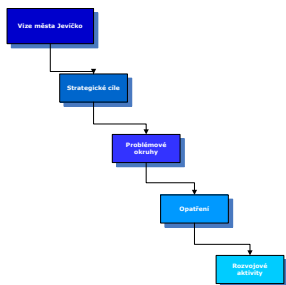 Vize města Jevíčko
Strategické cíle
Problémové
okruhy
Opatření
Rozvojové
aktivity